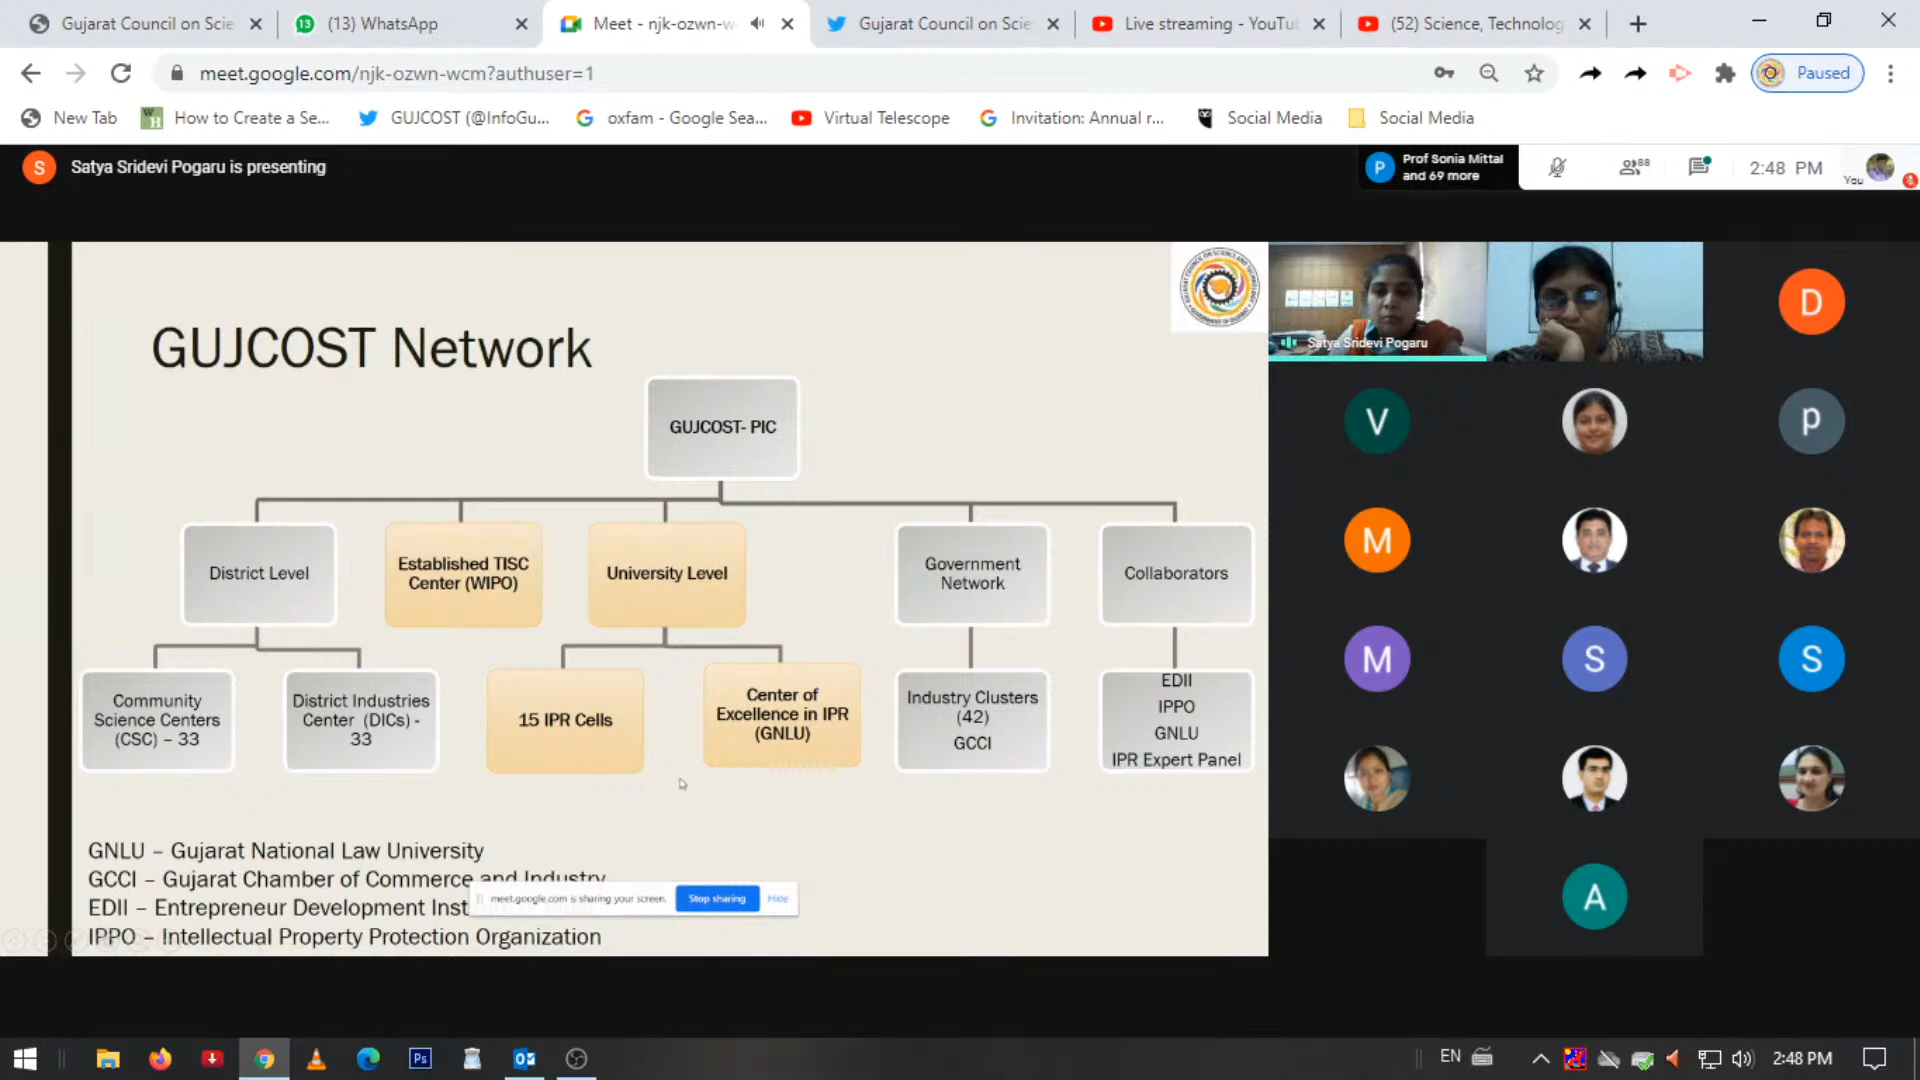 Gujarat Council on Scie
(13) WhatsApp
Meet - njk-ozwn-w
Gujarat Council on Scie
Live streaming - YouTu
(52) Science, Technolog
meet.google.com/njk-ozwn-wcm?authuser=1
Paused
New Tab
How to Create a Se...
GUJCOST (@InfoGu...
oxfam - Google Sea...
Virtual Telescope
Invitation: Annual r...
Social Media
Social Media
S
Satya Sridevi Pogaru is presenting
P
Prof Sonia Mittal
and 69 more
88
2:48 PM
You
GUJCOST Network
GUJCOST- PIC
District Level
Established TISC
Center (WIPO)
University Level
Government
Network
Collaborators
Community
Science Centers
(CSC) – 33
District Industries
Center (DICs) -
33
15 IPR Cells
Center of
Excellence in IPR
(GNLU)
Industry Clusters
(42)
GCCI
EDII
IPPO
GNLU
IPR Expert Panel
GNLU – Gujarat National Law University
GCCI – Gujarat Chamber of Commerce and Industry
EDII – Entrepreneur Development Inst
IPPO – Intellectual Property Protection Organization
meet.google.com is sharing your screen.
Stop sharing
Hide
Satya Sridevi Pogaru
D
V
p
M
M
S
S
A
Ps
EN
2:48 PM